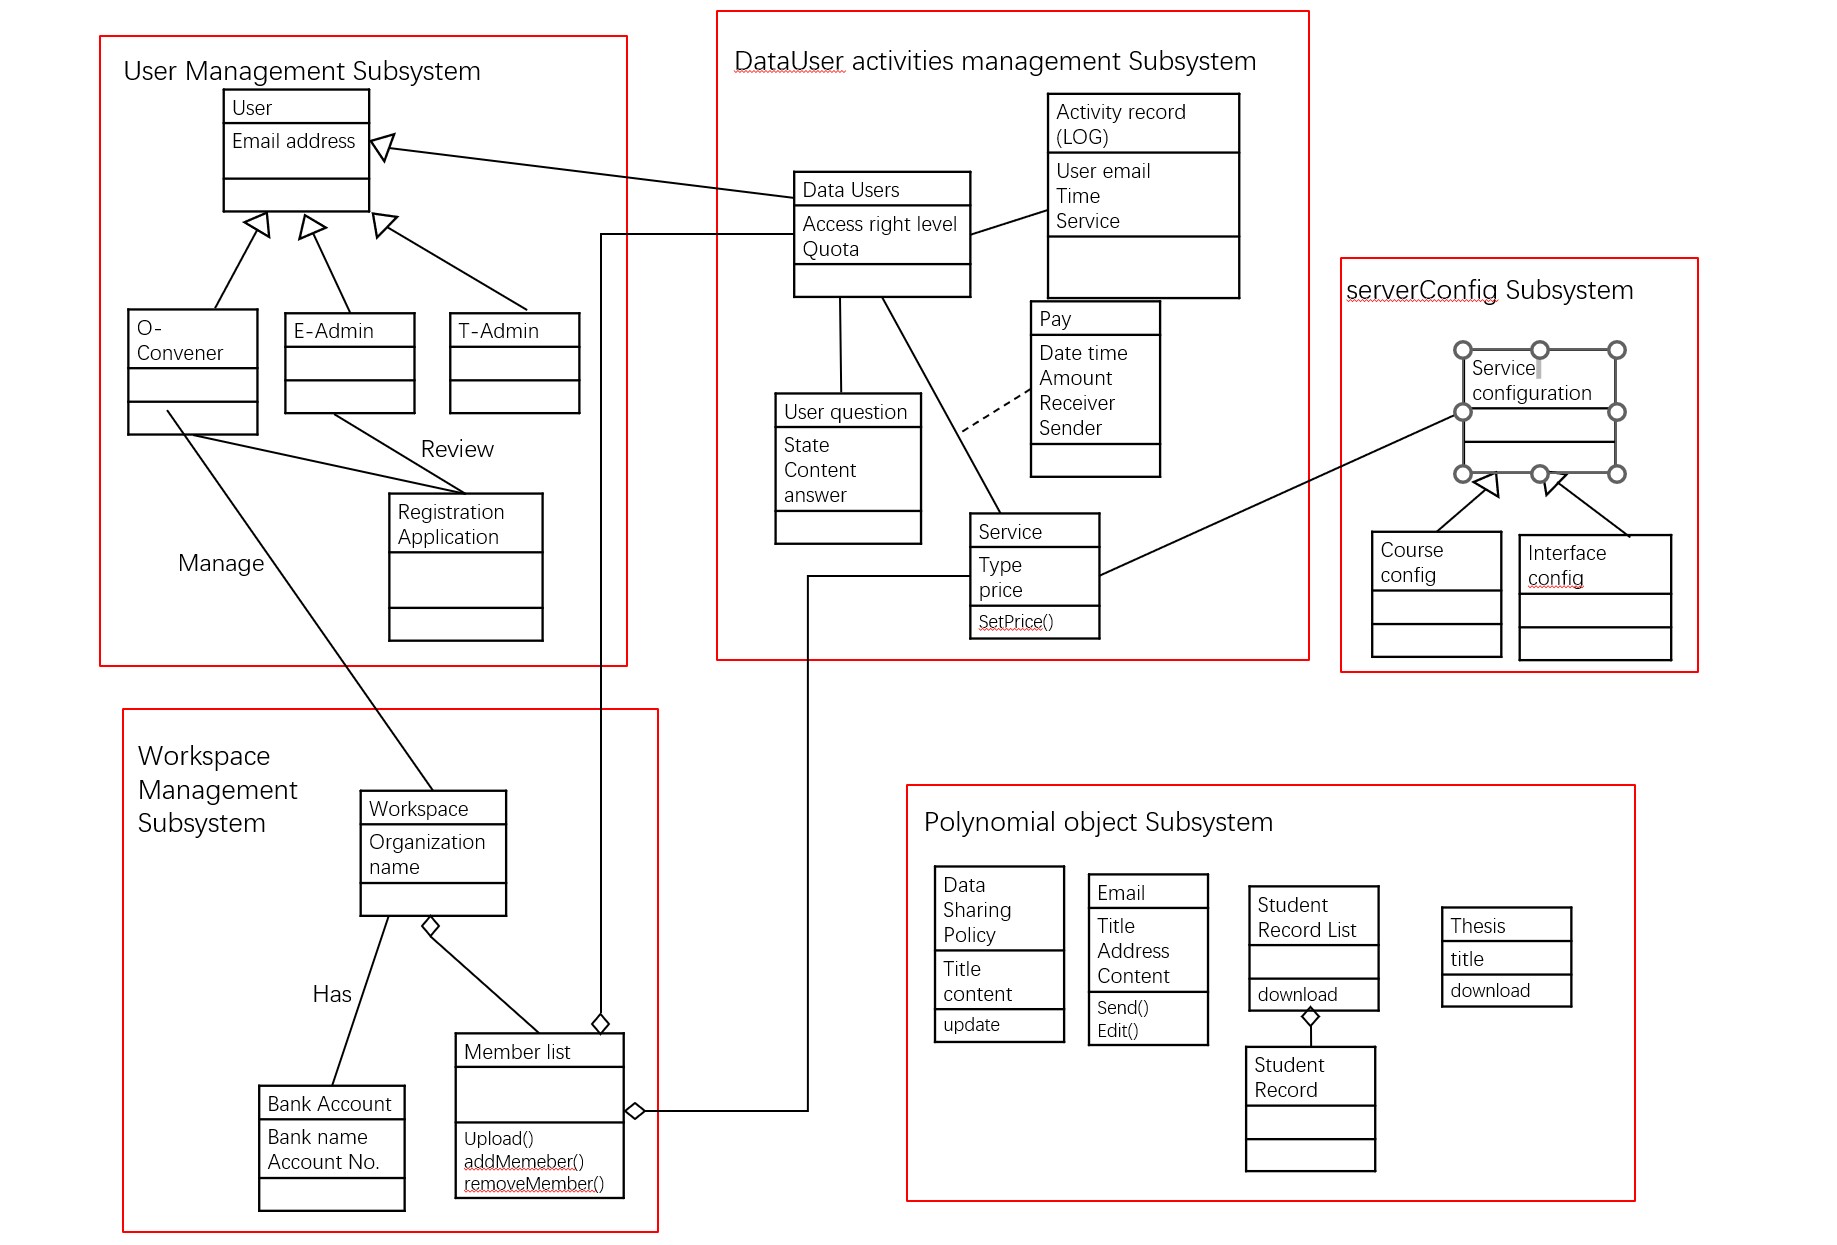 User Management Subsystem
User
Email address
O-
Convener
E-Admin
T-Admin
Review
Registration
Application
Manage
DataUser activities management Subsystem
Activity record
(LOG)
User email
Time
Service
Data Users
Access right level
Quota
Pay
Date time
Amount
Receiver
Sender
User question
State
Content
answer
Service
Type
price
SetPrice()
serverConfig Subsystem
Service
configuration
Course
config
Interface
config
Workspace
Management
Subsystem
Workspace
Organization
name
Has
Bank Account
Bank name
Account No.
Member list
Upload()
addMemeber()
removeMember()
Polynomial object Subsystem
Data
Sharing
Policy
Title
content
update
Email
Title
Address
Content
Send()
Edit()
Student
Record List
download
Student
Record
Thesis
title
download